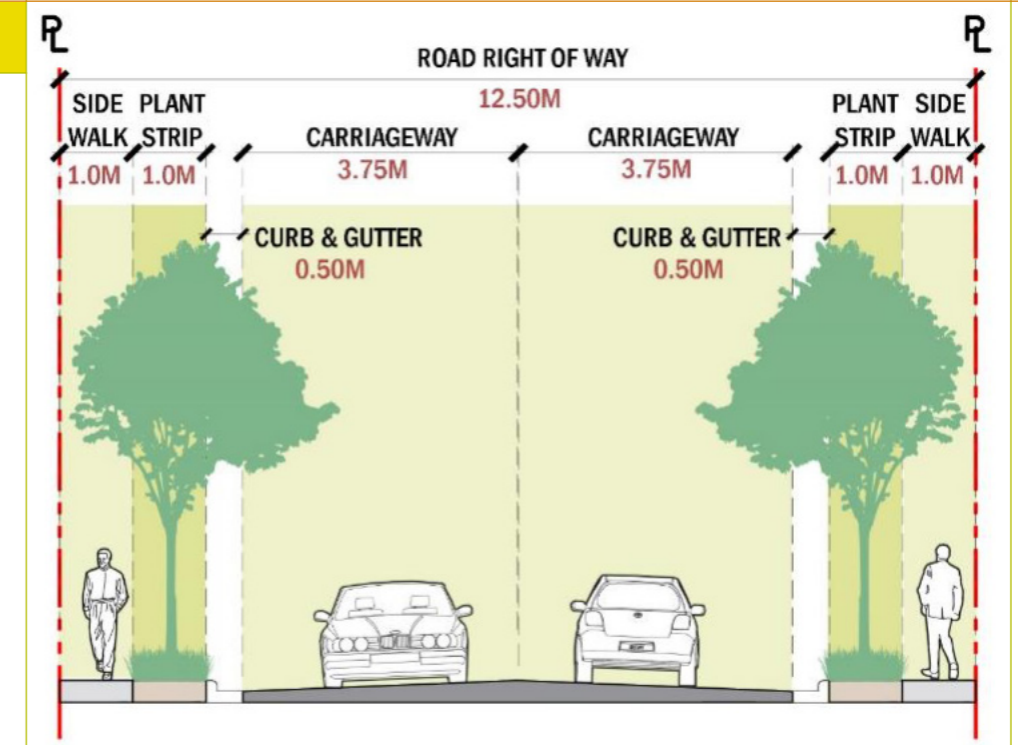 PL PL
ROAD RIGHT OF WAY
12.50M
SIDE PLANT PLANT SIDE
WALK STRIP CARRIAGEWAY CARRIAGEWAY STRIP WALK
1.0M 1.0M 3.75M 3.75M 1.0M 1.0M
CURB & GUTTER CURB & GUTTER
0.50M 0.50M